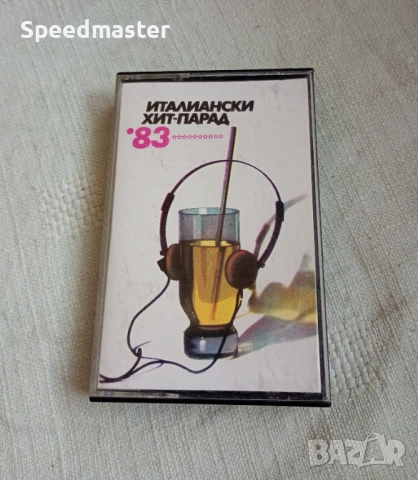 Speedmaster
ИТАЛИАНСКИ
ХИТ-ПАРАД
'83 **********
BAZAR